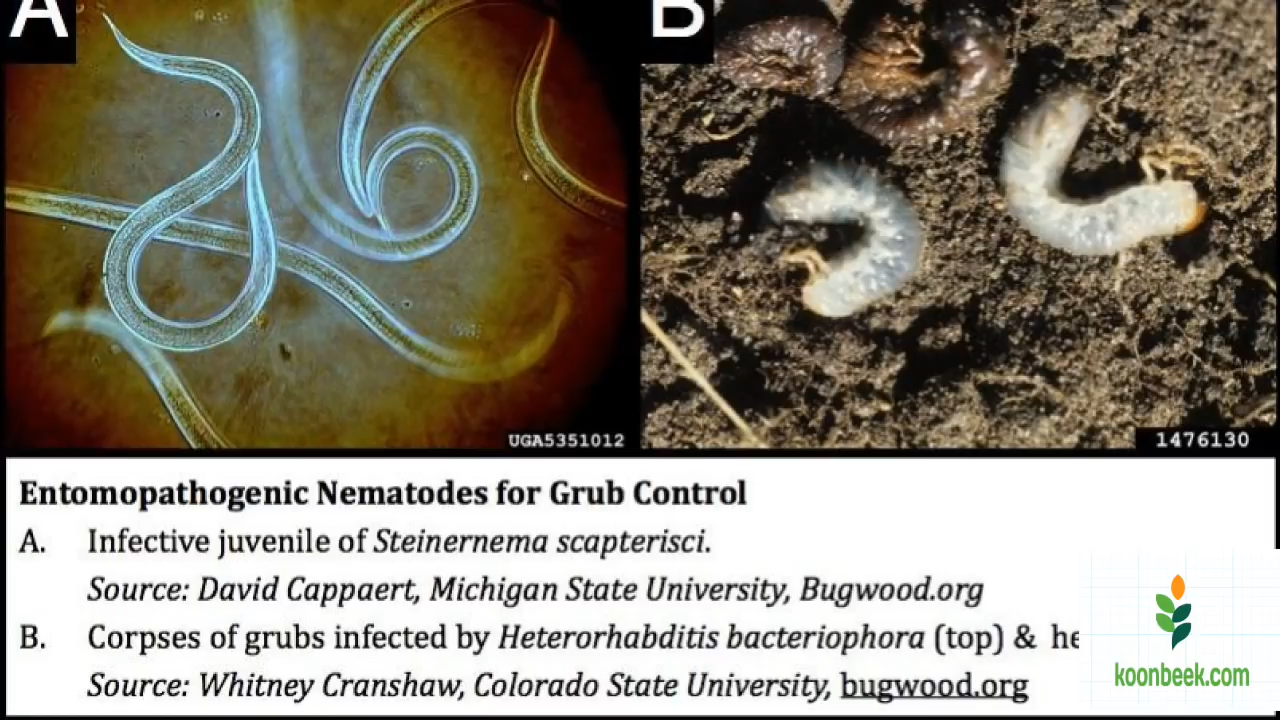 A
B
UGA5351012
1476130
Entomopathogenic Nematodes for Grub Control
A. Infective juvenile of Steinernema scapterisci.
Source: David Cappaert, Michigan State University, Bugwood.org
B. Corpses of grubs infected by Heterorhabditis bacteriophora (top) & he
Source: Whitney Cranshaw, Colorado State University, bugwood.org
koonbeek.com